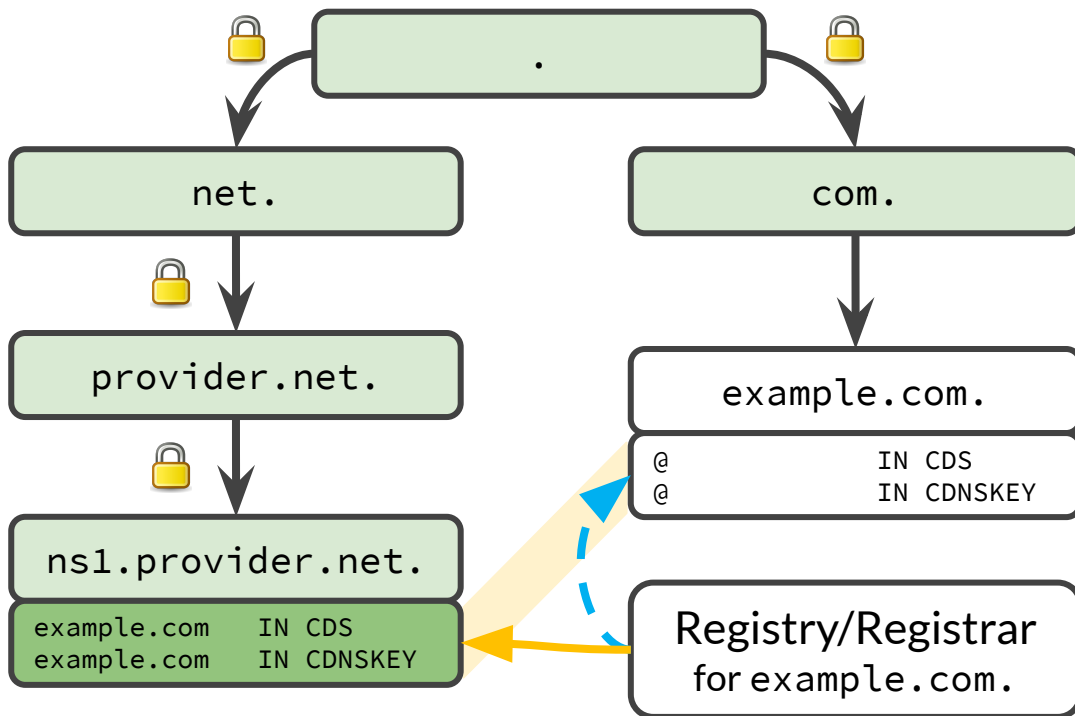 .
net.
com.
provider.net.
example.com.
@ IN CDS
@ IN CDNSKEY
ns1.provider.net.
example.com IN CDS
example.com IN CDNSKEY
Registry/Registrar
for example.com.